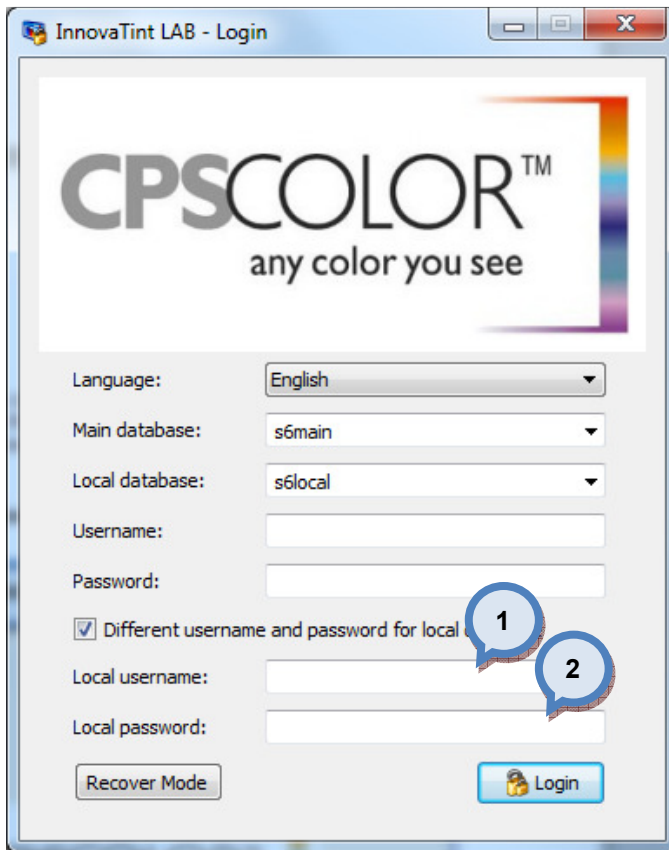 InnovaTint LAB - Login
CPSCOLOR™
any color you see
Language: English
Main database: s6main
Local database: s6local
Username:
Password:
Different username and password for local
1
Local username:
2
Local password:
Recover Mode Login